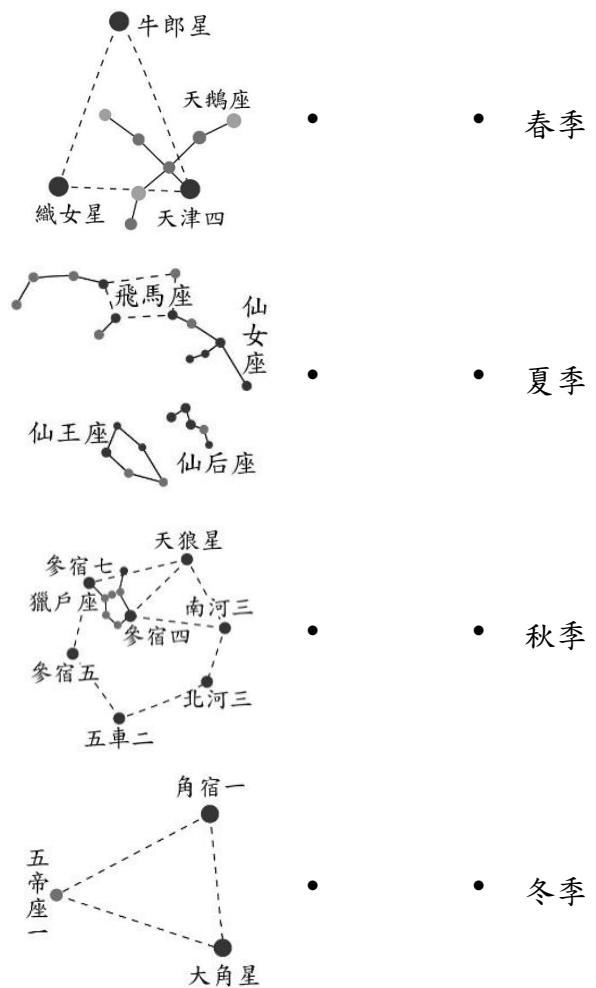 牛郎星
天鵝座
織女星
天津四
春季
飛馬座
仙女座
仙王座
仙后座
夏季
天狼星
參宿七
獵戶座
南河三
參宿四
參宿五
北河三
五車二
秋季
角宿一
五帝座一
大角星
冬季